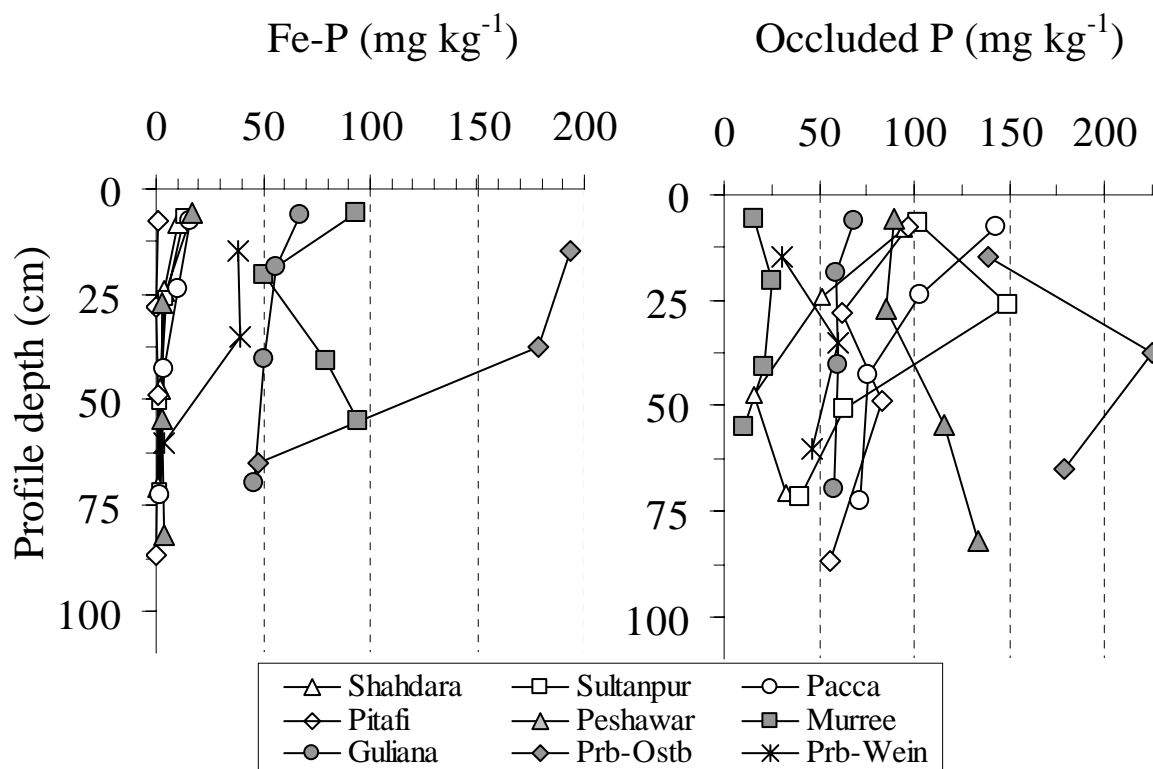 Fe-P (mg kg-1) Occluded P (mg kg-1)
0 50 100 150 200 0 50 100 150 200
0 0
25 25
50 50
75 75
100 100
Profile depth (cm)
Shahdara Sultanpur Pacca
Pitafi Peshawar Murree
Guliana Prb-Ostb Prb-Wein